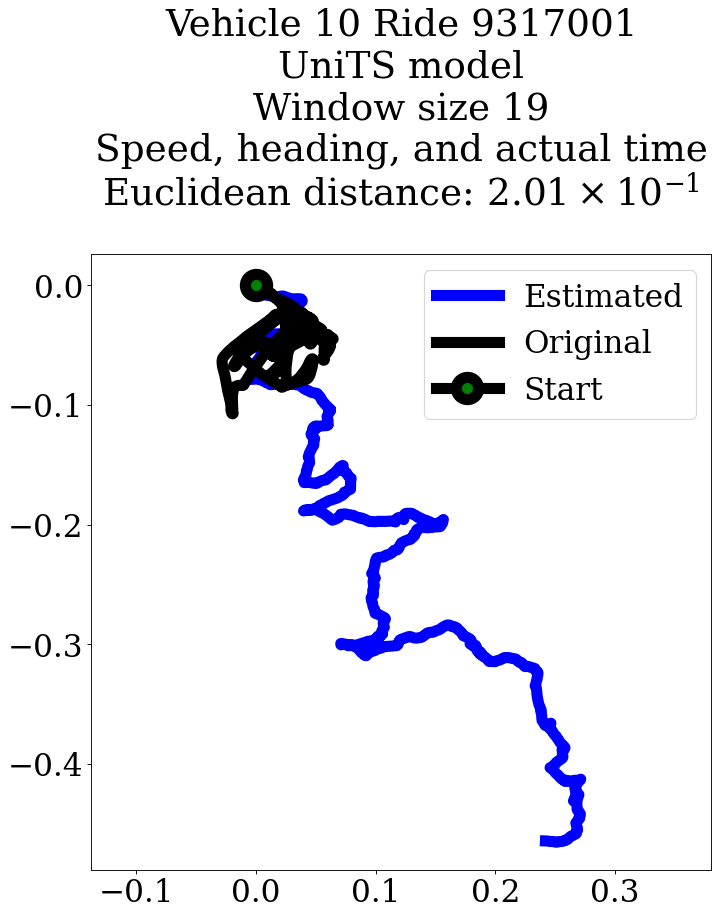 Vehicle 10 Ride 9317001
UniTS model
Window size 19
Speed, heading, and actual time
Euclidean distance: 2.01 × 10⁻¹
Estimated
Original
Start
0.0
−0.1
−0.2
−0.3
−0.4
−0.1 0.0 0.1 0.2 0.3